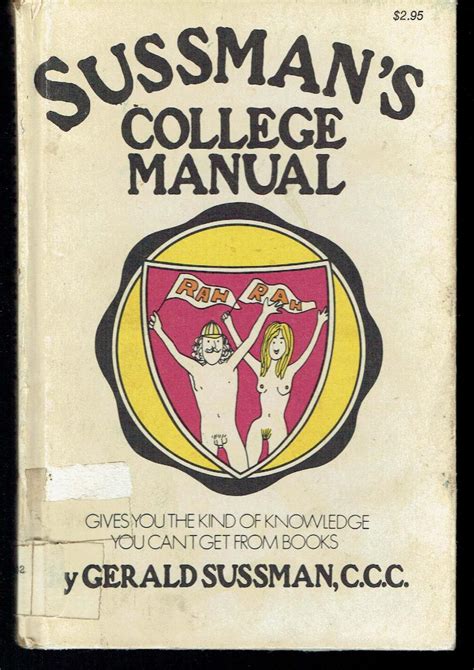 $2.95
SUSSMAN'S
COLLEGE
MANUAL
RAH RAH
GIVES YOU THE KIND OF KNOWLEDGE
YOU CAN'T GET FROM BOOKS
y GERALD SUSSMAN, C.C.C.